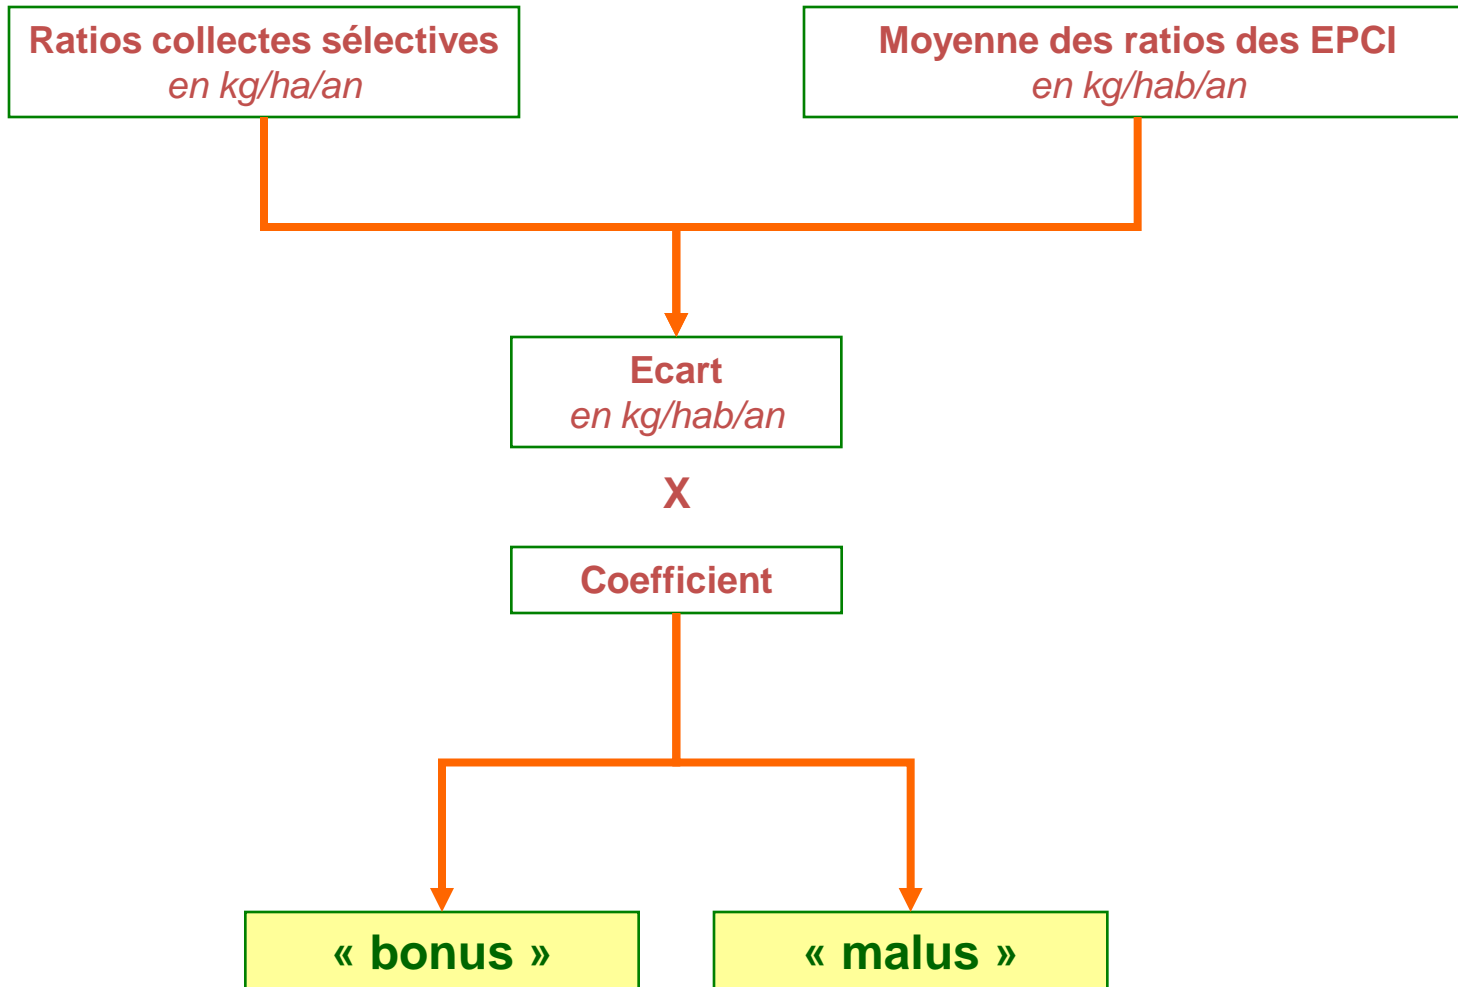 Ratios collectes sélectives
en kg/ha/an
Moyenne des ratios des EPCI
en kg/hab/an
Ecart
en kg/hab/an
X
Coefficient
« bonus »
« malus »